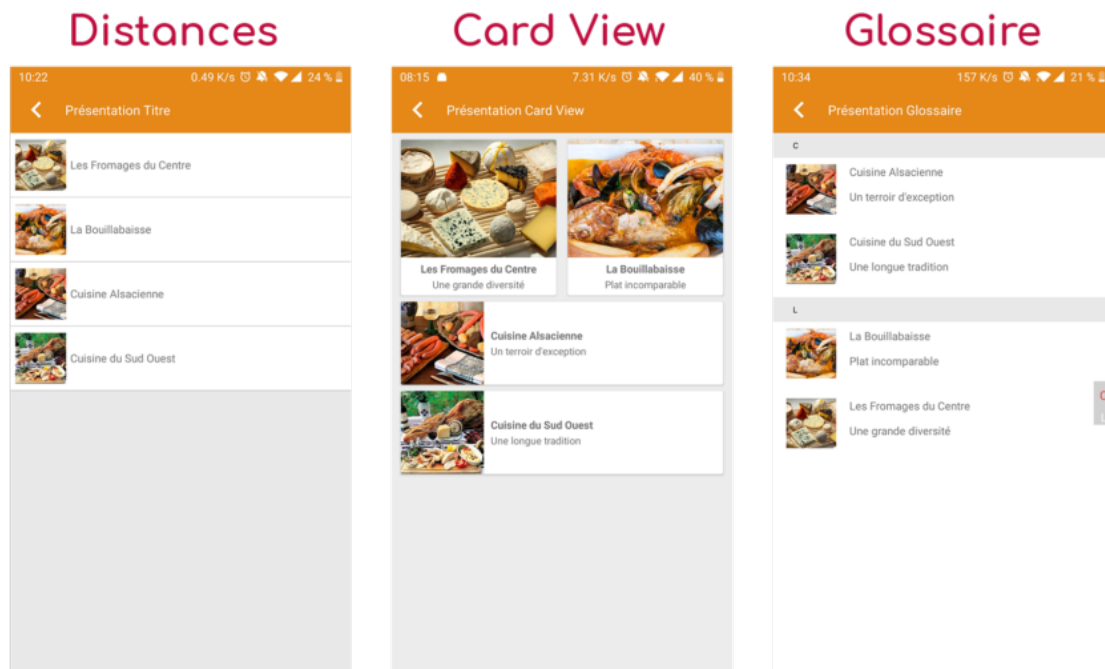 Distances
Card View
Glossaire
10:22
0.49 K/s
24 %
Présentation Titre
Les Fromages du Centre
La Bouillabaisse
Cuisine Alsacienne
Cuisine du Sud Ouest
08:15
7.31 K/s
40 %
Présentation Card View
Les Fromages du Centre
Une grande diversité
La Bouillabaisse
Plat incomparable
Cuisine Alsacienne
Un terroir d'exception
Cuisine du Sud Ouest
Une longue tradition
10:34
157 K/s
21 %
Présentation Glossaire
C
Cuisine Alsacienne
Un terroir d'exception
Cuisine du Sud Ouest
Une longue tradition
L
La Bouillabaisse
Plat incomparable
Les Fromages du Centre
Une grande diversité